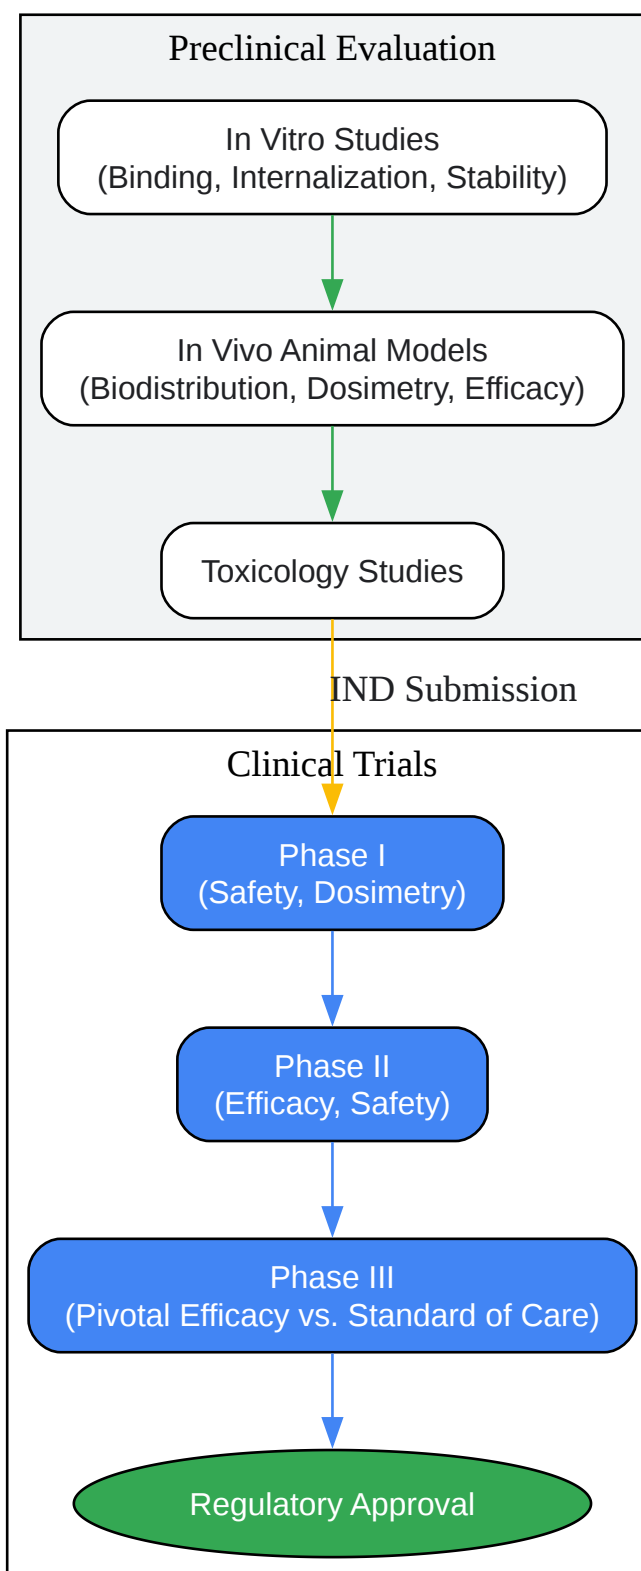 Preclinical Evaluation
In Vitro Studies
(Binding, Internalization, Stability)
In Vivo Animal Models
(Biodistribution, Dosimetry, Efficacy)
Toxicology Studies
IND Submission
Clinical Trials
Phase I
(Safety, Dosimetry)
Phase II
(Efficacy, Safety)
Phase III
(Pivotal Efficacy vs. Standard of Care)
Regulatory Approval